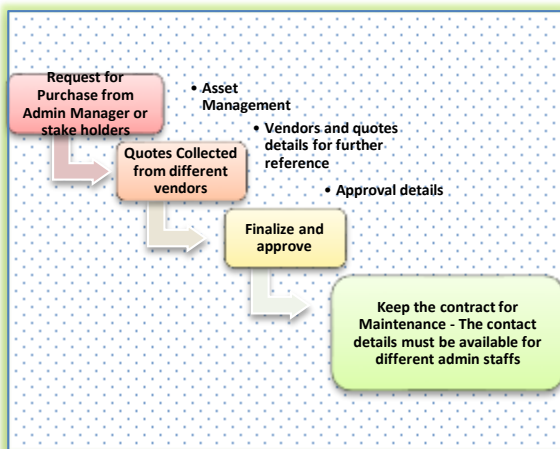 Request for
Purchase from
Admin Manager or
stake holders
• Asset
Management
Quotes Collected
from different
vendors
• Vendors and quotes
details for further
reference
Finalize and
approve
• Approval details
Keep the contract for
Maintenance - The contact
details must be available for
different admin staffs